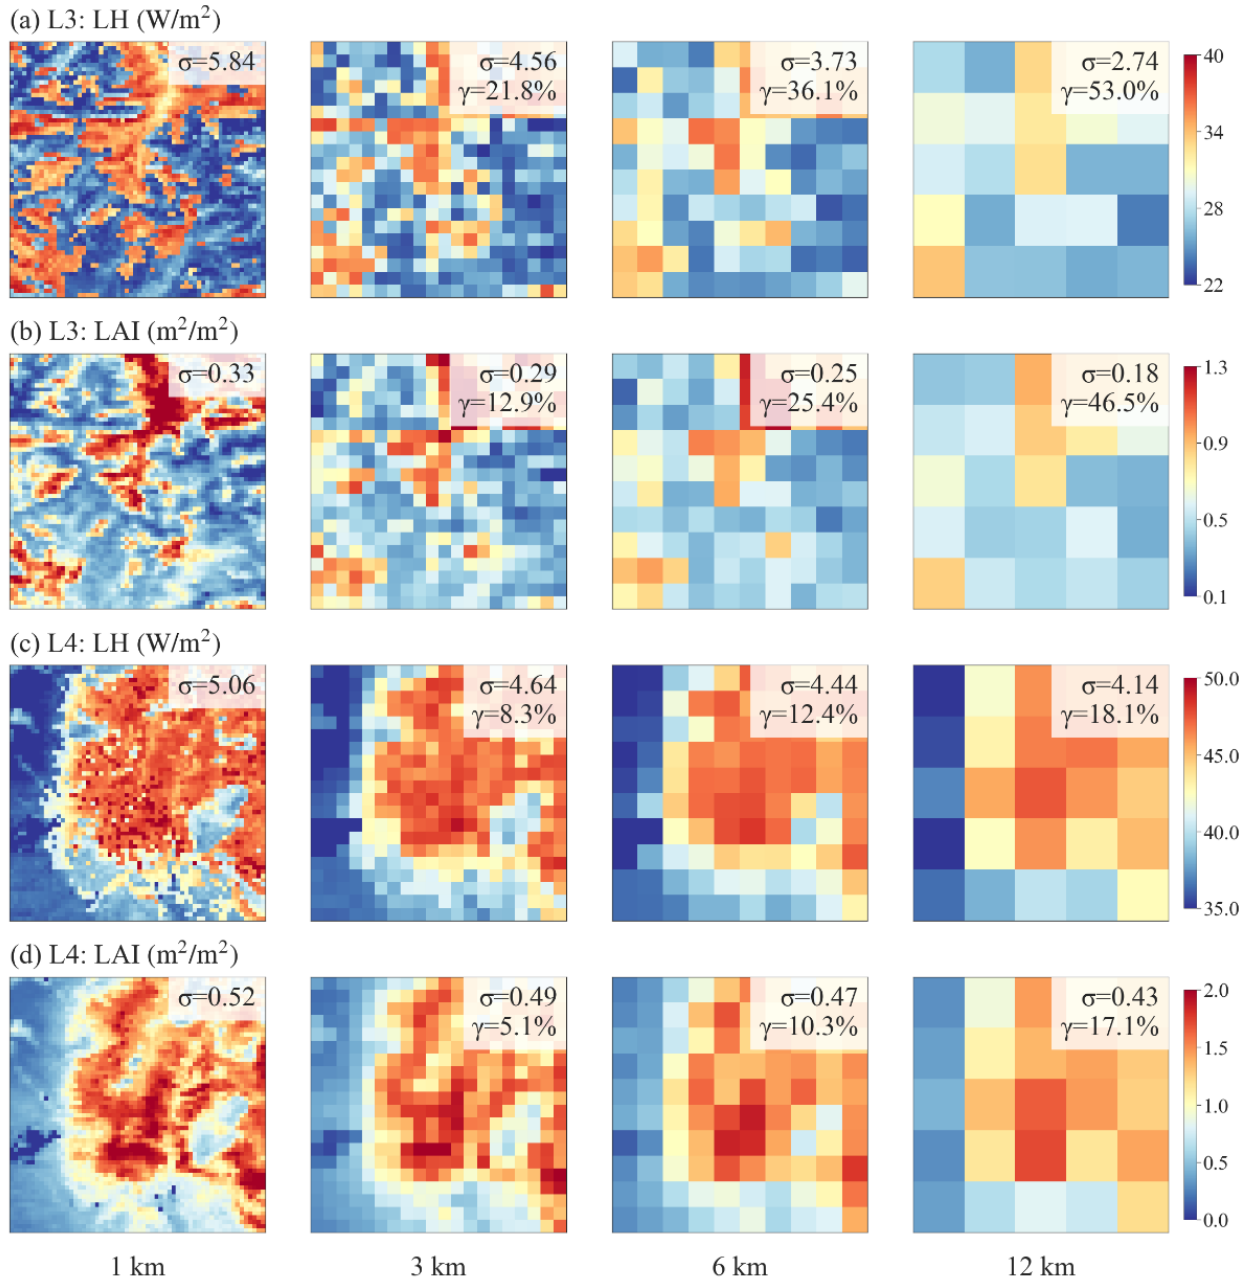 (a) L3: LH (W/m²)
σ=5.84
σ=4.56
γ=21.8%
σ=3.73
γ=36.1%
σ=2.74
γ=53.0%
40
34
28
22
(b) L3: LAI (m²/m²)
σ=0.33
σ=0.29
γ=12.9%
σ=0.25
γ=25.4%
σ=0.18
γ=46.5%
1.3
0.9
0.5
0.1
(c) L4: LH (W/m²)
σ=5.06
σ=4.64
γ=8.3%
σ=4.44
γ=12.4%
σ=4.14
γ=18.1%
50.0
45.0
40.0
35.0
(d) L4: LAI (m²/m²)
σ=0.52
σ=0.49
γ=5.1%
σ=0.47
γ=10.3%
σ=0.43
γ=17.1%
2.0
1.5
1.0
0.5
0.0
1 km
3 km
6 km
12 km